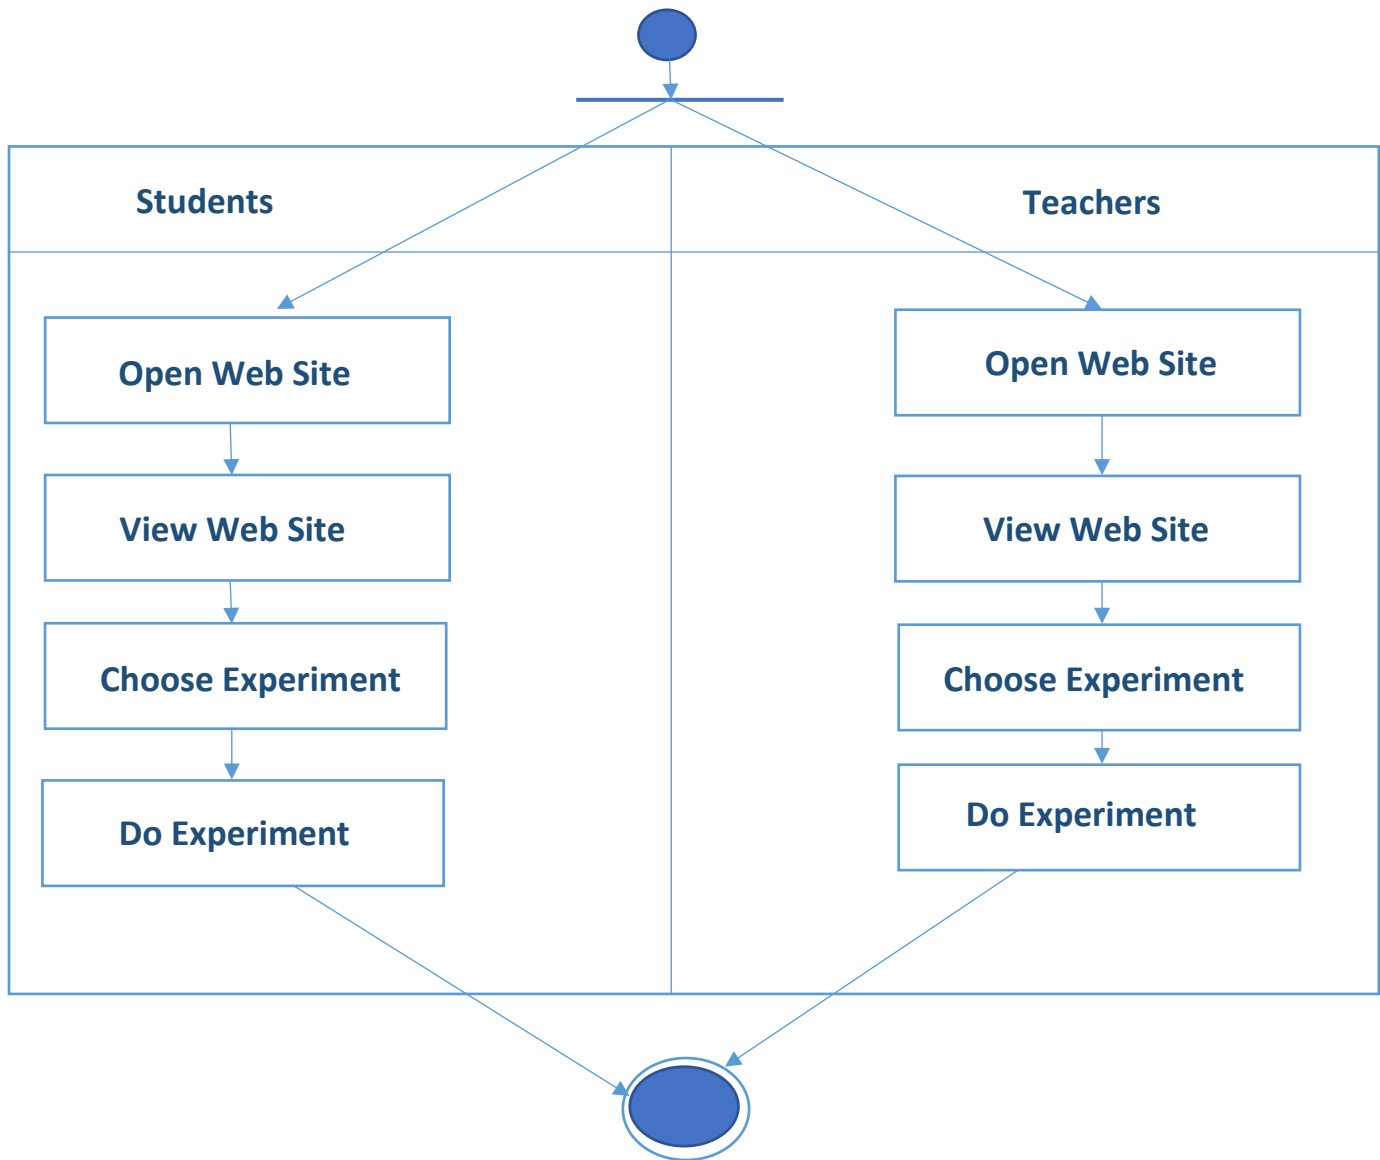 Students
Teachers
Open Web Site
View Web Site
Choose Experiment
Do Experiment
Open Web Site
View Web Site
Choose Experiment
Do Experiment